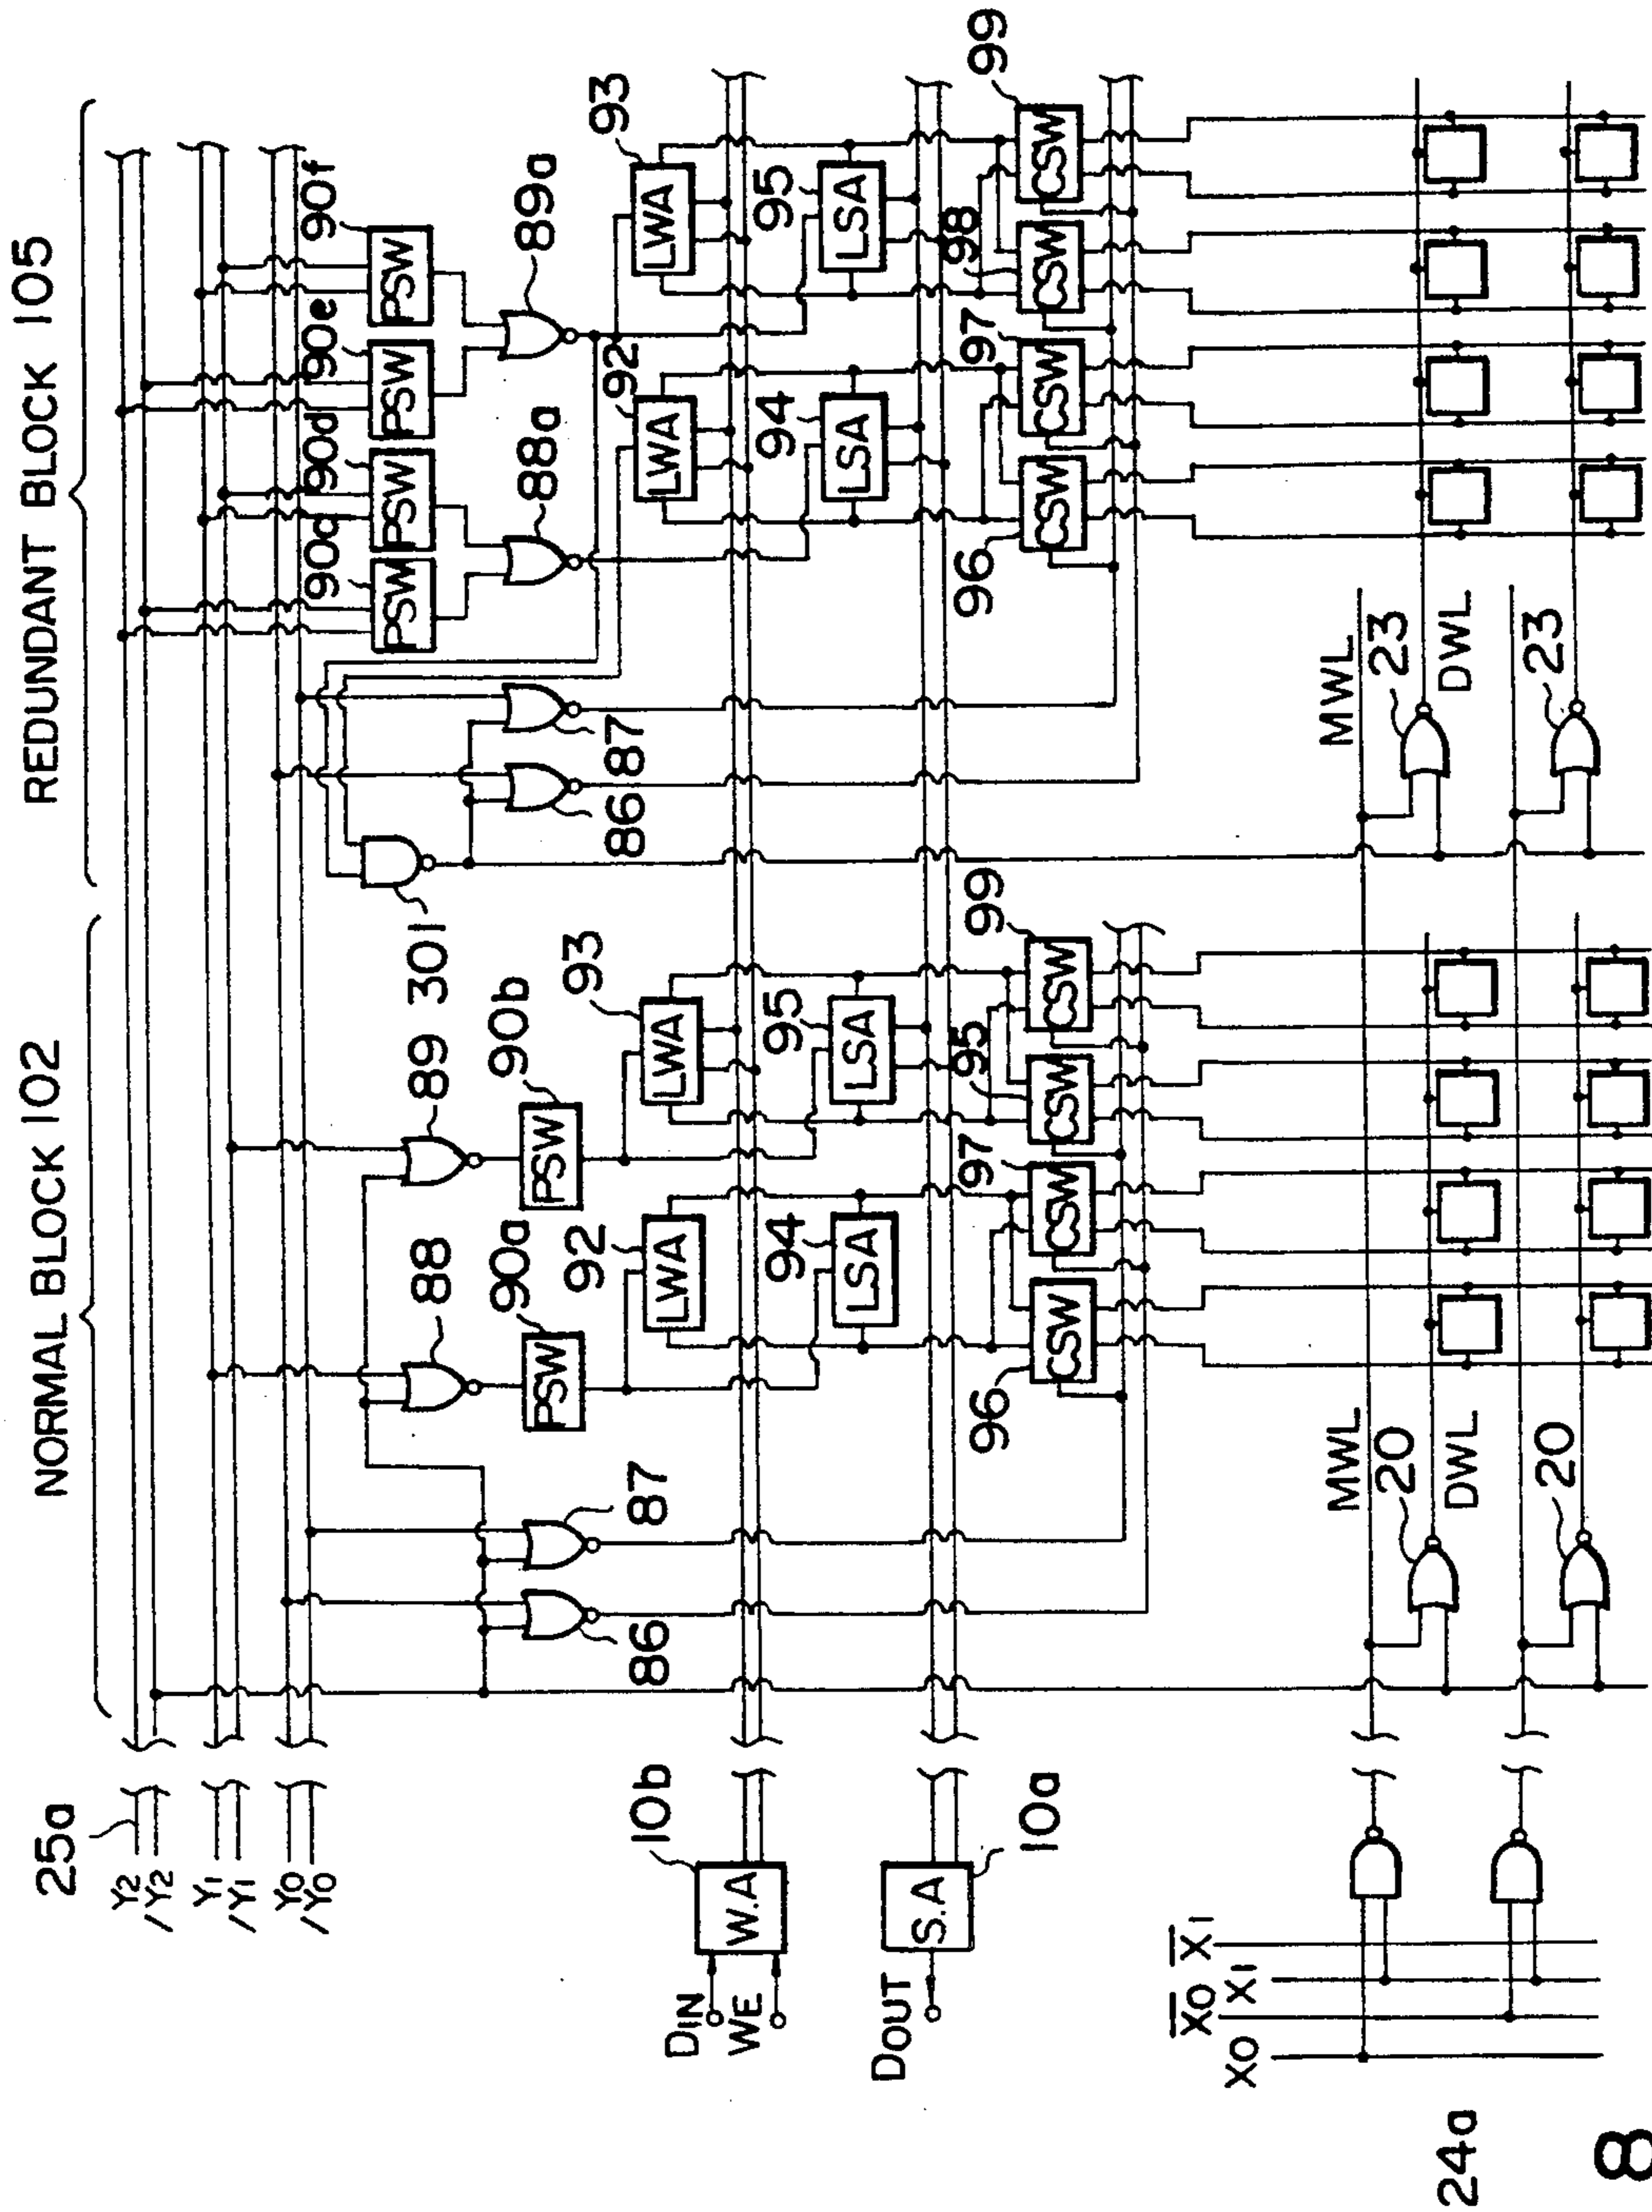 NORMAL BLOCK 102
REDUNDANT BLOCK 105
25a
Y2
/Y2
Y1
/Y1
Y0
/Y0
90c
90d
90e
90f
PSW
PSW
PSW
PSW
301
88
89
88a
89a
90a
90b
PSW
PSW
86
87
86
87
10b
W.A
DIN
WE
92
93
92
93
LWA
LWA
LWA
LWA
10a
S.A
DOUT
94
95
94
95
LSA
LSA
LSA
LSA
96
97
95
99
96
97
98
99
CSW
CSW
CSW
CSW
CSW
CSW
CSW
CSW
X0
X̅0
X1
X̅1
24a
MWL
20
DWL
20
MWL
23
DWL
23
8